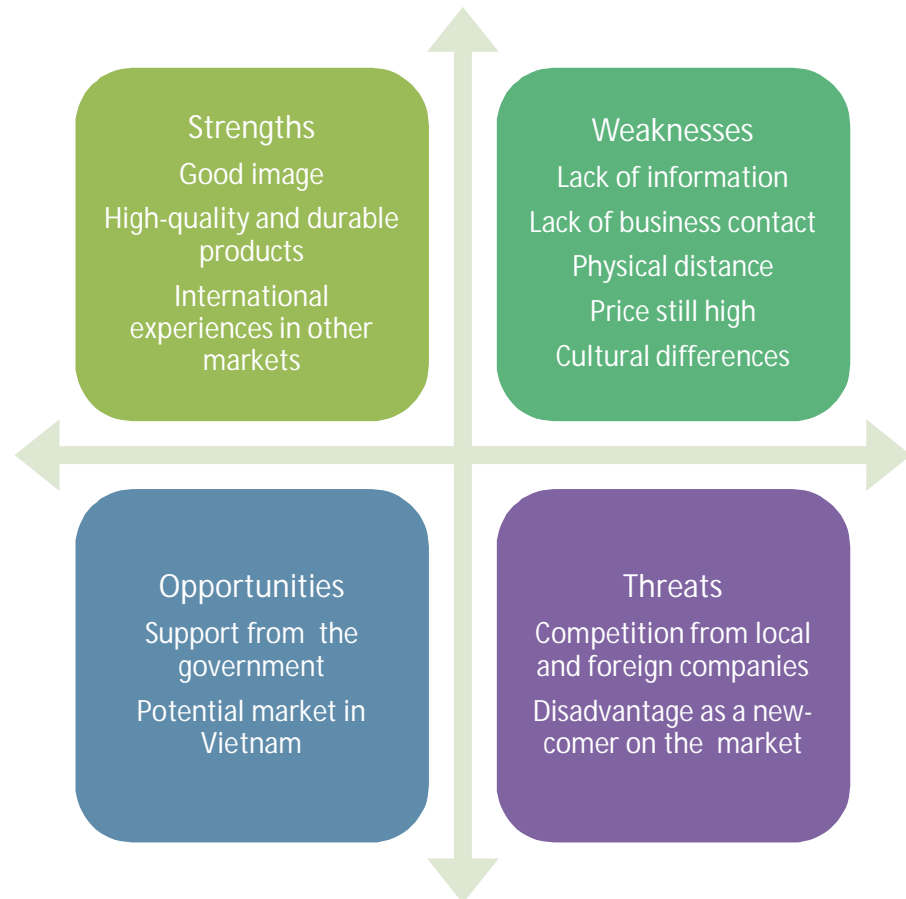 Strengths
Good image
High-quality and durable
products
International
experiences in other
markets
Weaknesses
Lack of information
Lack of business contact
Physical distance
Price still high
Cultural differences
Opportunities
Support from the
government
Potential market in
Vietnam
Threats
Competition from local
and foreign companies
Disadvantage as a new-
comer on the market